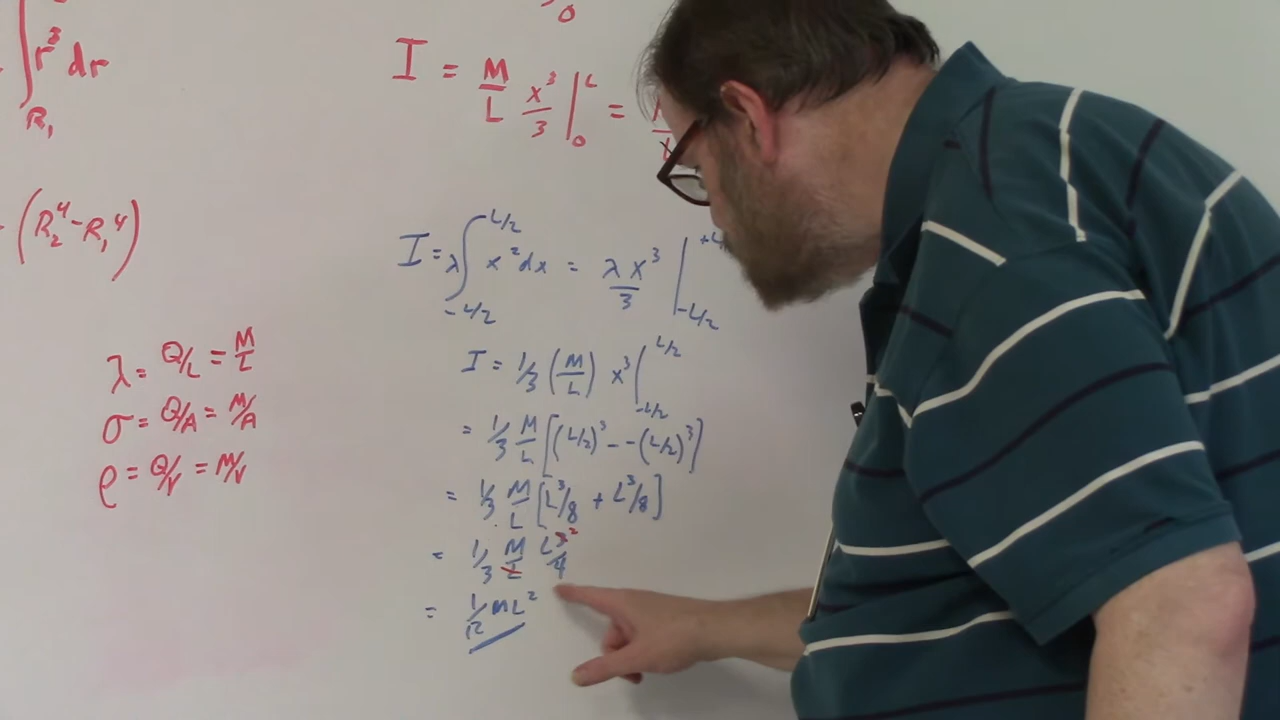 ∫ r³ dr
R₁
(R₂⁴ - R₁⁴)
λ = Q/L = M/L
σ = Q/A = M/A
ρ = Q/V = M/V
0
I = M/L x³/3 |₀ᴸ =
I = λ ∫_{-L/2}^{L/2} x² dx = λ x³/3 |_{-L/2}
I = 1/3 (M/L) x³ |_{-L/2}^{L/2}
= 1/3 M/L [(L/2)³ - -(L/2)³]
= 1/3 M/L [L³/8 + L³/8]
= 1/3 M/L L³ ²/4
= 1/12 ML²